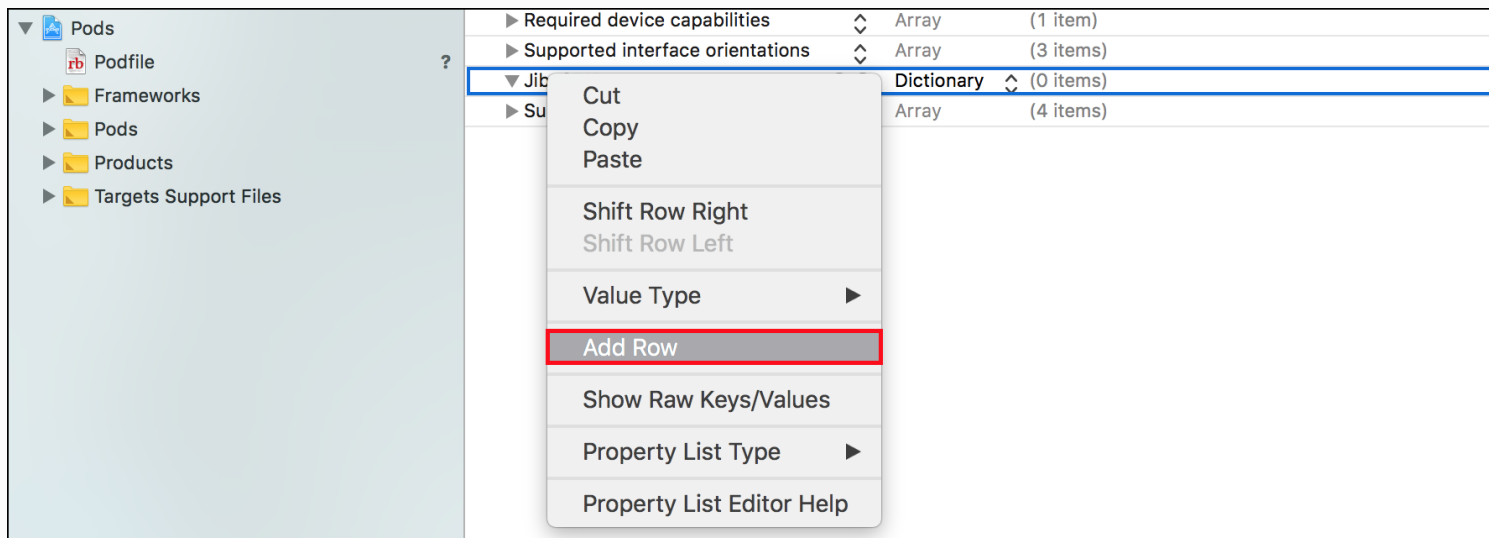 Pods
Podfile ?
Frameworks
Pods
Products
Targets Support Files
Required device capabilities Array (1 item)
Supported interface orientations Array (3 items)
Dictionary (0 items)
Array (4 items)
Cut
Copy
Paste
Shift Row Right
Shift Row Left
Value Type
Add Row
Show Raw Keys/Values
Property List Type
Property List Editor Help